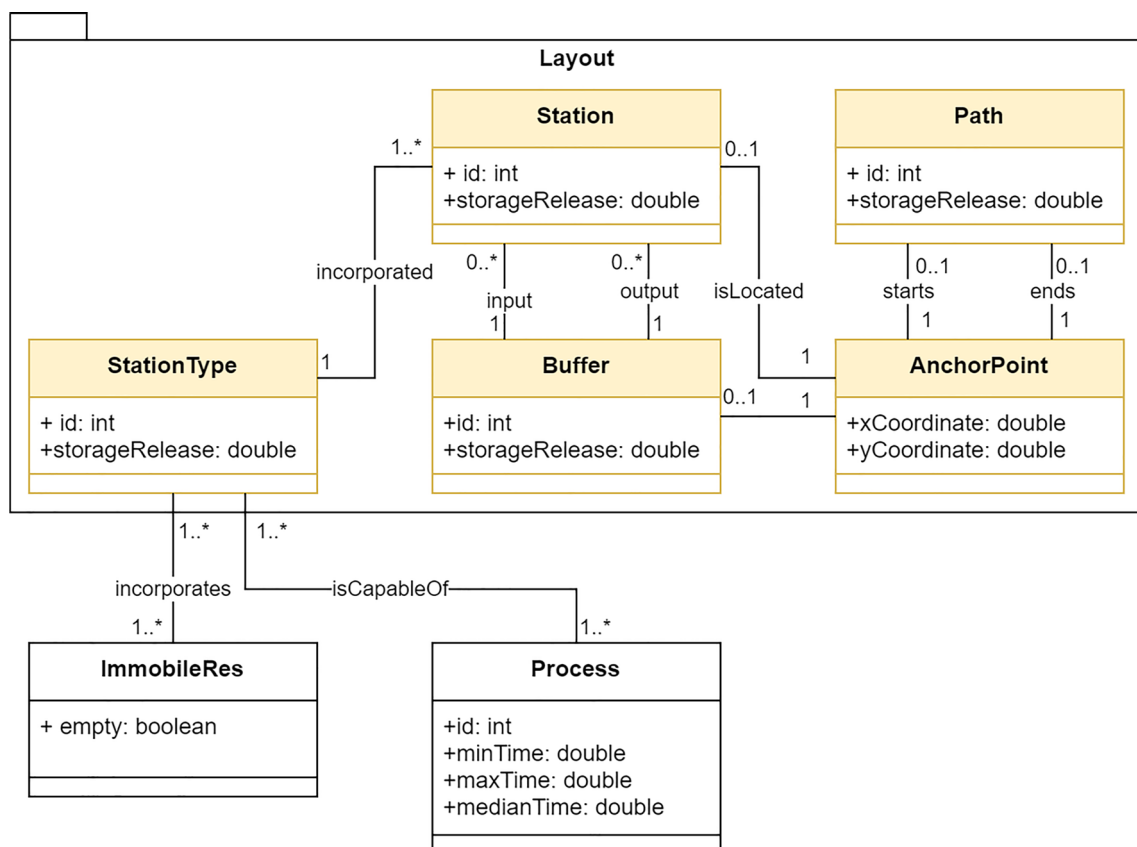 Layout
Station
+ id: int
+storageRelease: double
Path
+ id: int
+storageRelease: double
1..*
0..1
incorporated
0..*
input
1
0..*
output
1
isLocated
0..1
starts
1
0..1
ends
1
1
1
StationType
+ id: int
+storageRelease: double
Buffer
+id: int
+storageRelease: double
0..1
1
AnchorPoint
+xCoordinate: double
+yCoordinate: double
1..*
1..*
incorporates
isCapableOf
1..*
1..*
ImmobileRes
+ empty: boolean
Process
+id: int
+minTime: double
+maxTime: double
+medianTime: double